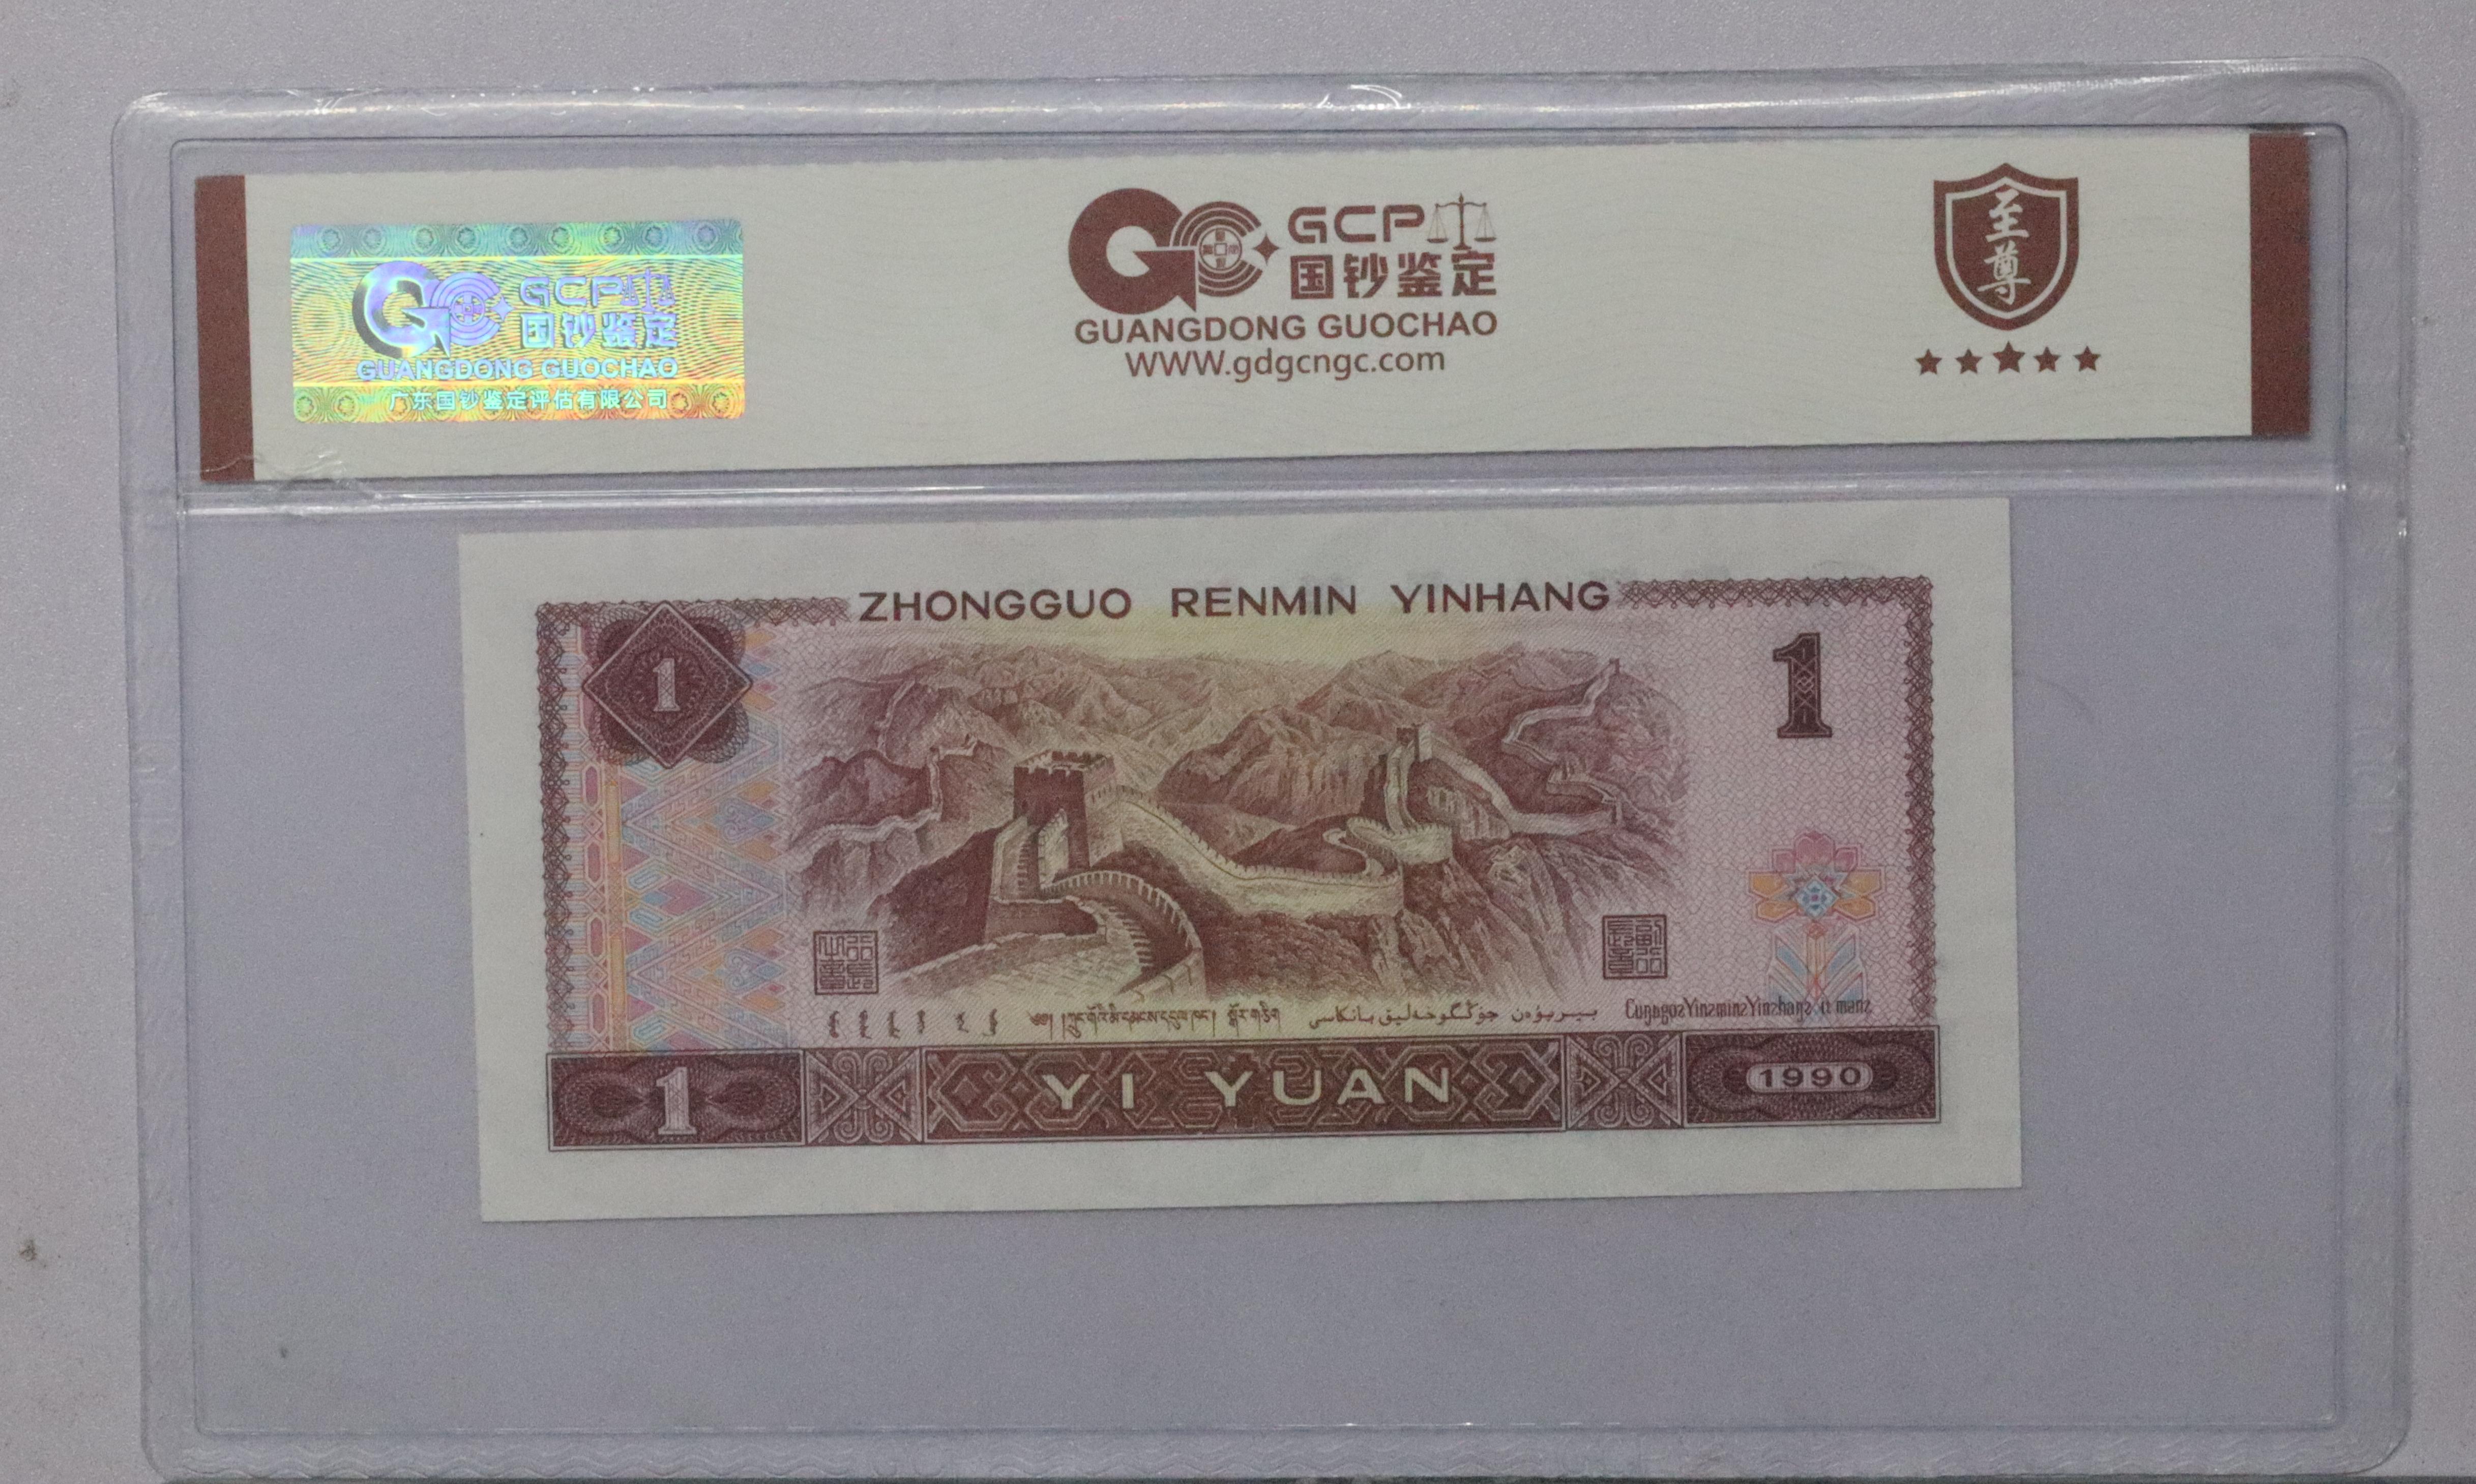 GCP
国钞鉴定
GUANGDONG GUOCHAO
广东国钞鉴定评估有限公司
GCP
国钞鉴定
GUANGDONG GUOCHAO
WWW.gdgcngc.com
至尊
ZHONGGUO RENMIN YINHANG
1
1
བོད་
1
YI YUAN
1990